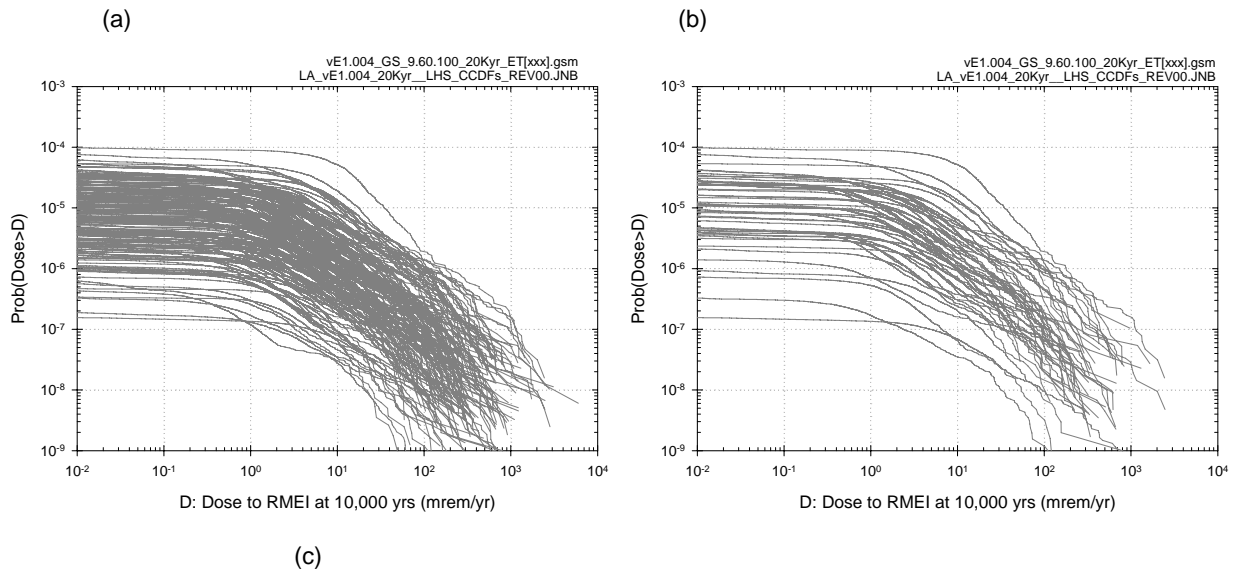 (a)
vE1.004_GS_9.60.100_20Kyr_ET[xxx].gsm
LA_vE1.004_20Kyr__LHS_CCDFs_REV00.JNB
Prob(Dose>D)
10-3
10-4
10-5
10-6
10-7
10-8
10-9
10-2 10-1 100 101 102 103 104
D: Dose to RMEI at 10,000 yrs (mrem/yr)
(b)
vE1.004_GS_9.60.100_20Kyr_ET[xxx].gsm
LA_vE1.004_20Kyr__LHS_CCDFs_REV00.JNB
Prob(Dose>D)
10-3
10-4
10-5
10-6
10-7
10-8
10-9
10-2 10-1 100 101 102 103 104
D: Dose to RMEI at 10,000 yrs (mrem/yr)
(c)